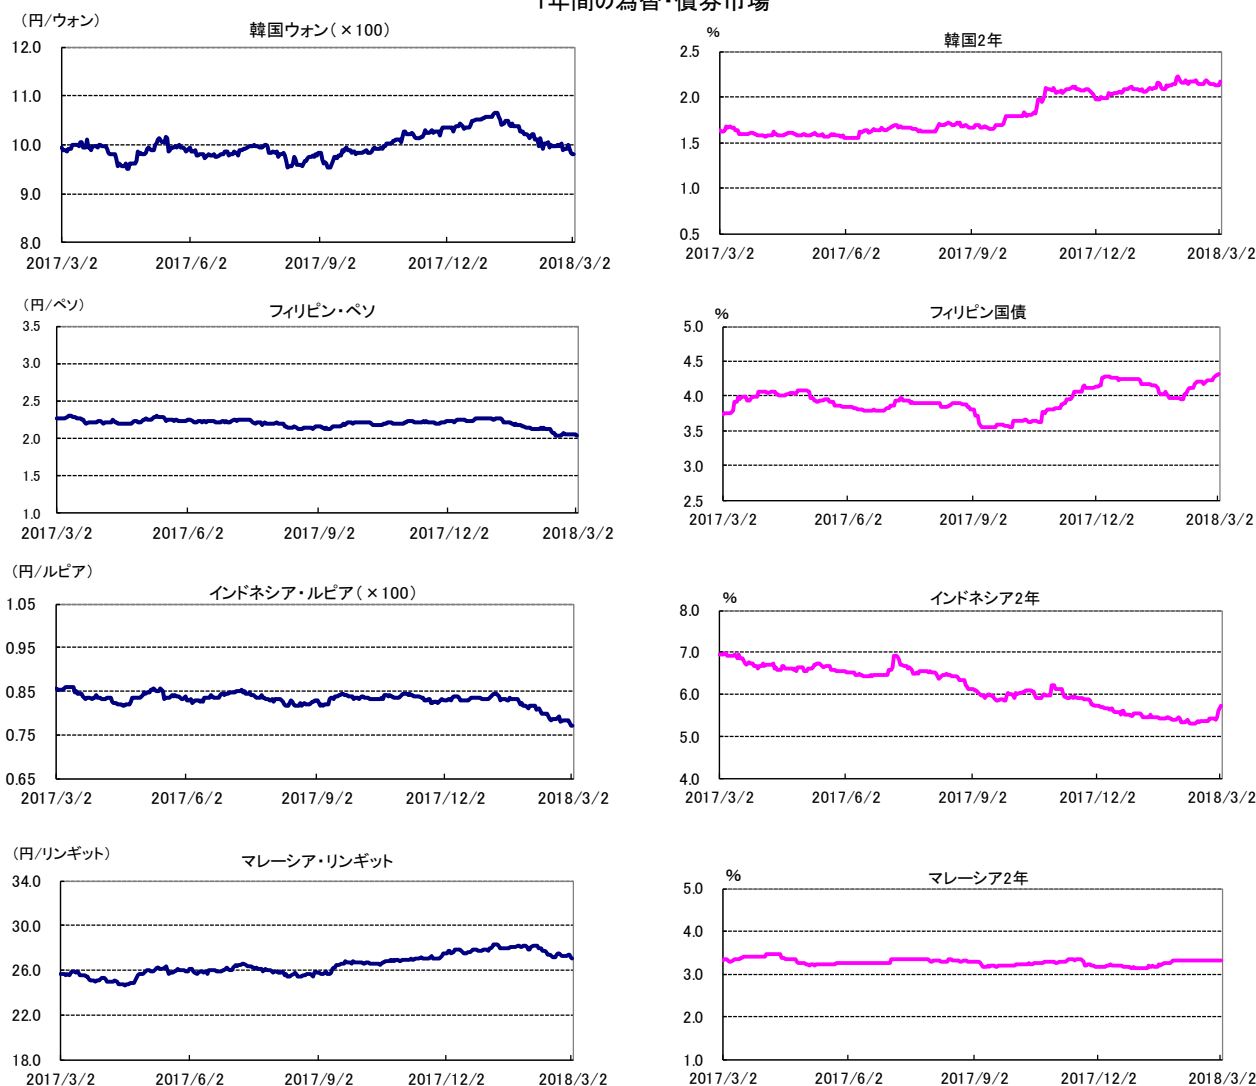 1年間の為替・債券市場
(円/ウォン)
韓国ウォン(×100)
12.0
11.0
10.0
9.0
8.0
2017/3/2 2017/6/2 2017/9/2 2017/12/2 2018/3/2
%
韓国2年
2.5
2.0
1.5
1.0
0.5
2017/3/2 2017/6/2 2017/9/2 2017/12/2 2018/3/2
(円/ペソ)
フィリピン・ペソ
3.5
3.0
2.5
2.0
1.5
1.0
2017/3/2 2017/6/2 2017/9/2 2017/12/2 2018/3/2
%
フィリピン国債
5.0
4.5
4.0
3.5
3.0
2.5
2017/3/2 2017/6/2 2017/9/2 2017/12/2 2018/3/2
(円/ルピア)
インドネシア・ルピア(×100)
1.05
0.95
0.85
0.75
0.65
2017/3/2 2017/6/2 2017/9/2 2017/12/2 2018/3/2
%
インドネシア2年
8.0
7.0
6.0
5.0
4.0
2017/3/2 2017/6/2 2017/9/2 2017/12/2 2018/3/2
(円/リンギット)
マレーシア・リンギット
34.0
30.0
26.0
22.0
18.0
2017/3/2 2017/6/2 2017/9/2 2017/12/2 2018/3/2
%
マレーシア2年
5.0
4.0
3.0
2.0
1.0
2017/3/2 2017/6/2 2017/9/2 2017/12/2 2018/3/2